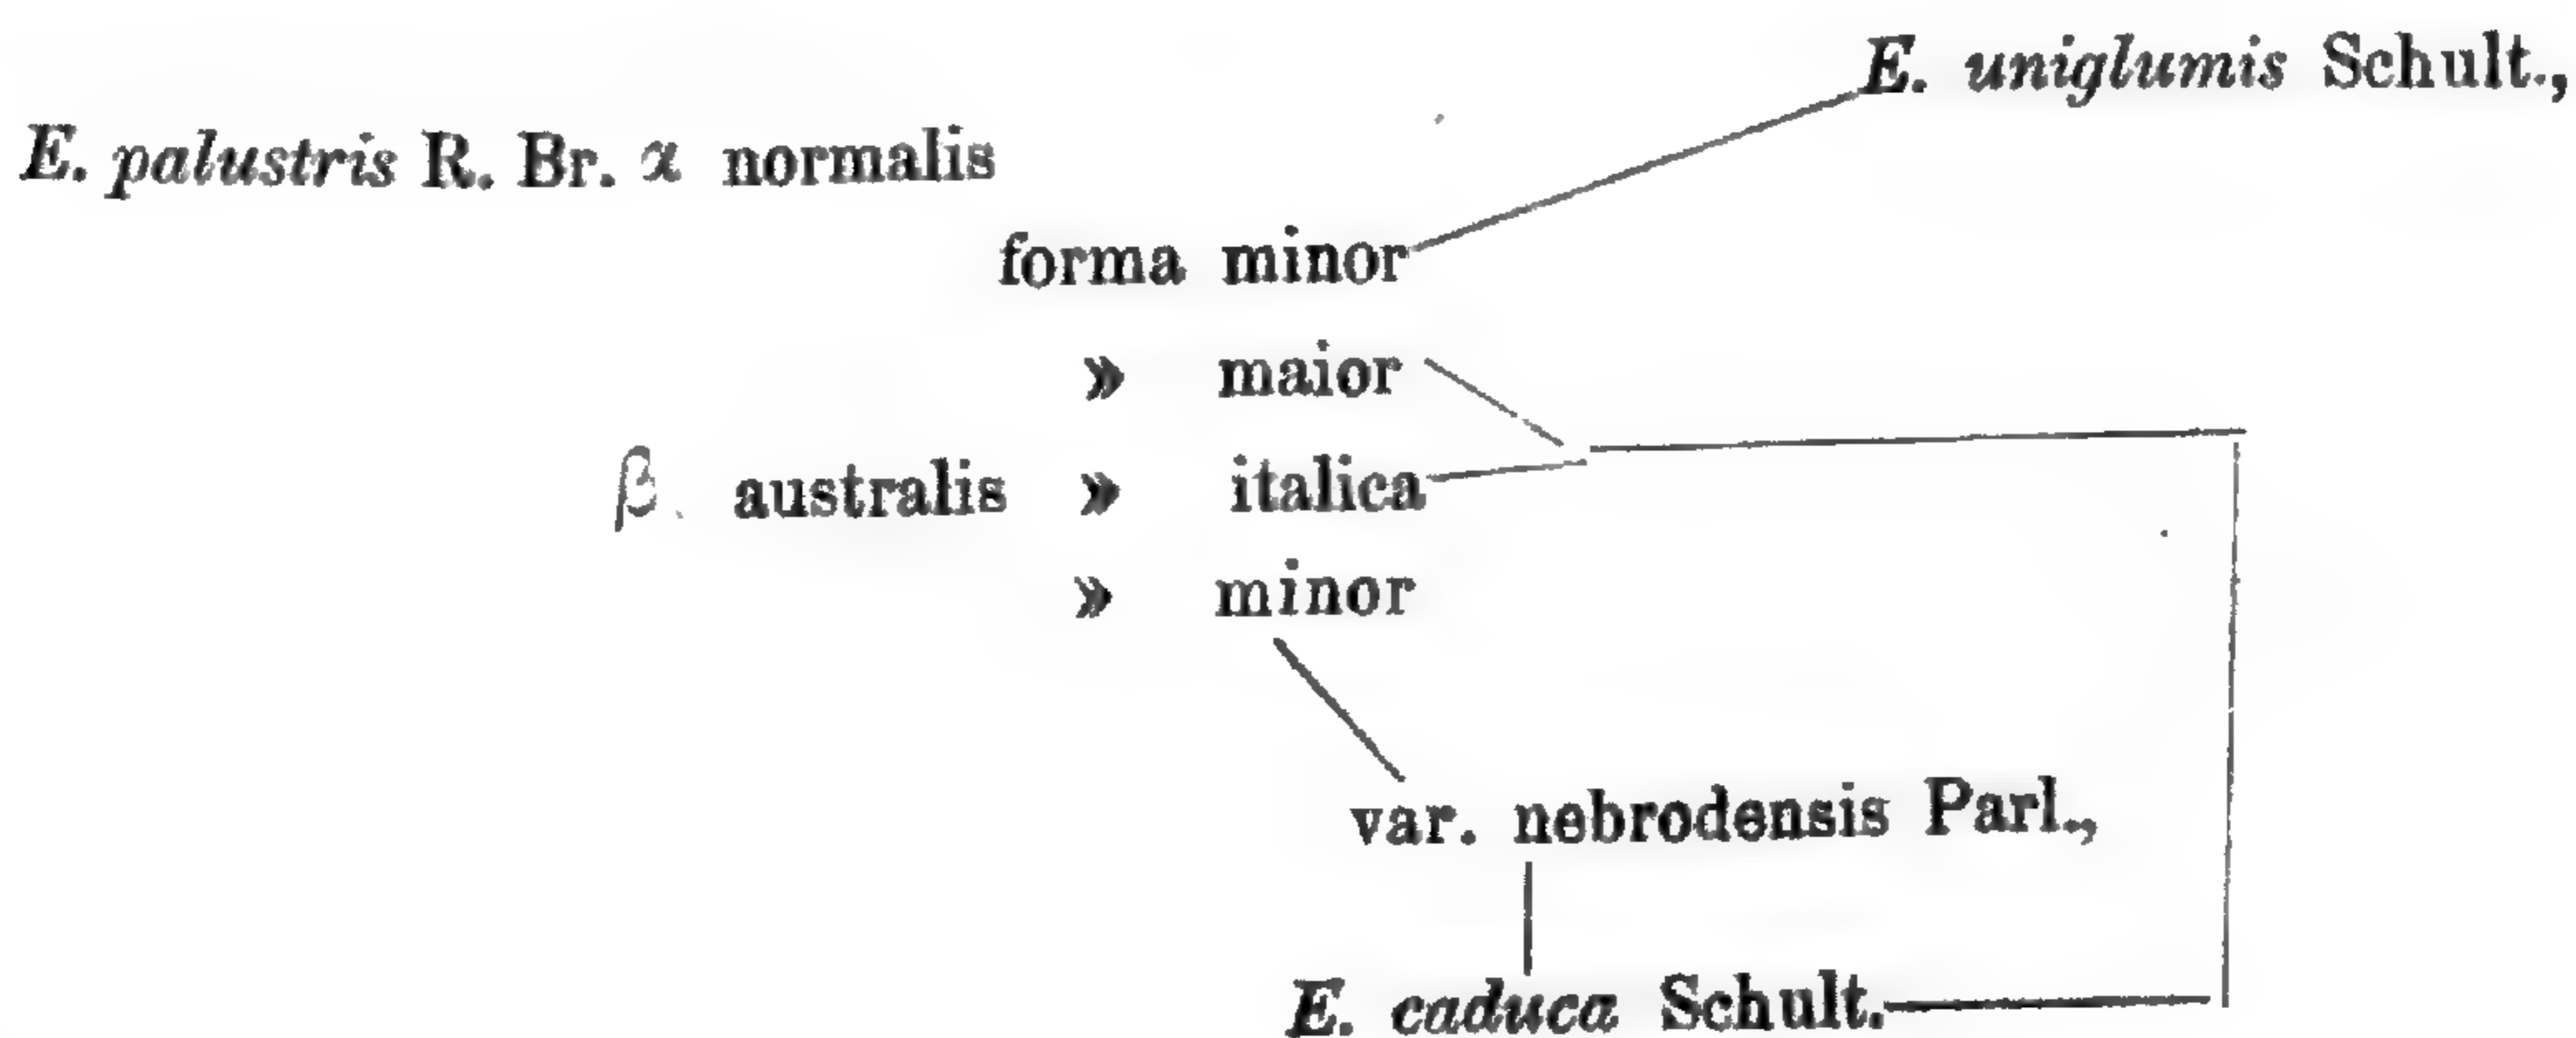 E. uniglumis Schult.,
E. palustris R. Br. α normalis
forma minor
» maior
β. australis » italica
» minor
var. nebrodensis Parl.,
E. caduca Schult.